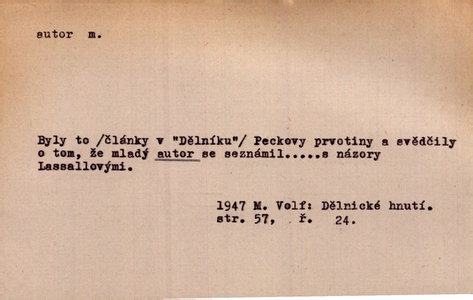 autor m.
Byly to /články v "Dělníku"/ Peckovy prvotiny a svědčily
o tom, že mladý autor se seznámil.....s názory
Lassallovými.
1947 M. Volf: Dělnické hnutí.
str. 57, ř. 24.